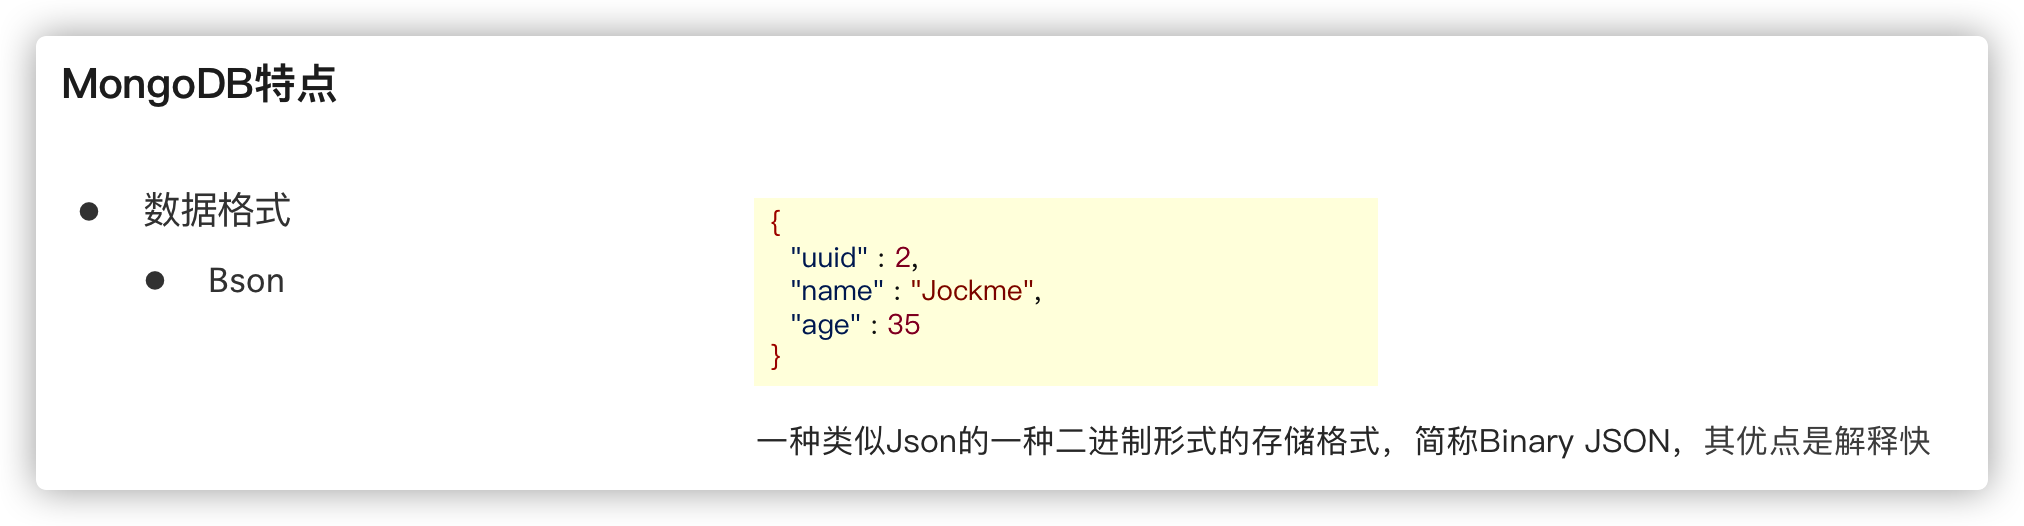 MongoDB特点
● 数据格式
● Bson
{
"uuid" : 2,
"name" : "Jockme",
"age" : 35
}
一种类似Json的一种二进制形式的存储格式，简称Binary JSON，其优点是解释快